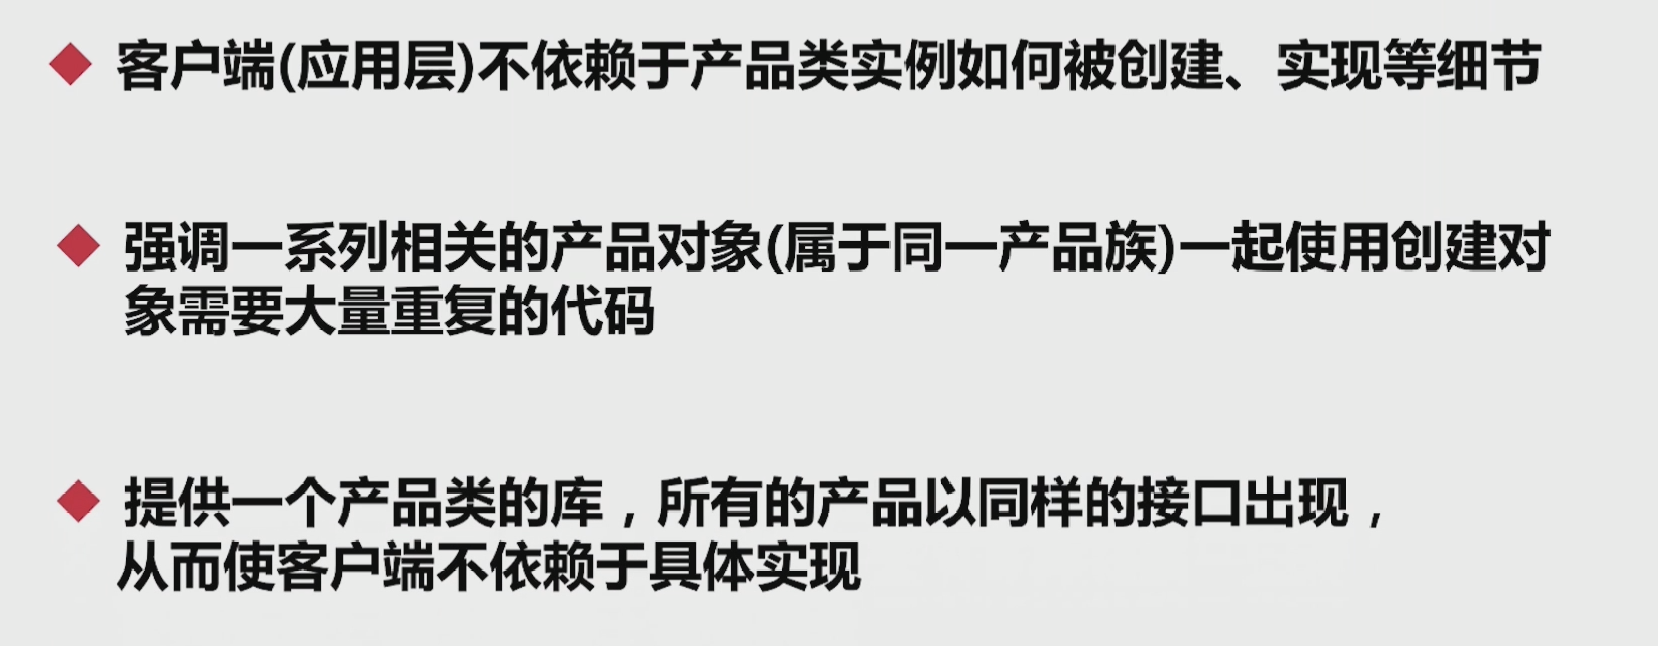 客户端(应用层)不依赖于产品类实例如何被创建、实现等细节
强调一系列相关的产品对象(属于同一产品族)一起使用创建对
象需要大量重复的代码
提供一个产品类的库，所有的产品以同样的接口出现，
从而使客户端不依赖于具体实现